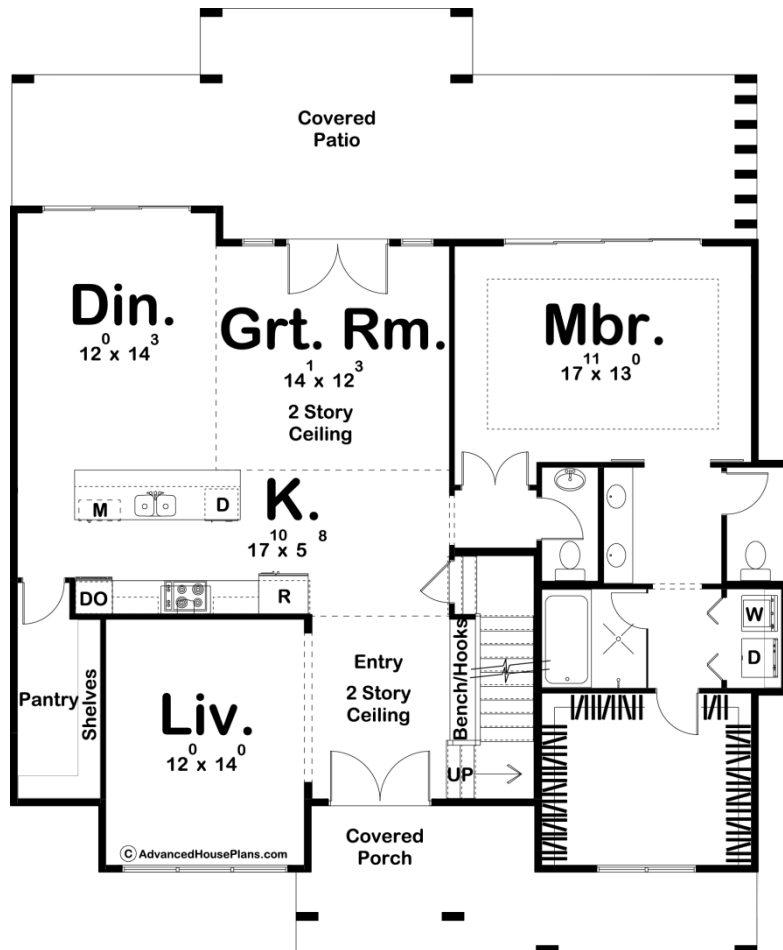 Covered
Patio
Din.
12⁰ x 14³
Grt. Rm.
14¹ x 12³
2 Story
Ceiling
Mbr.
17¹¹ x 13⁰
M
D
K.
17¹⁰ x 5⁸
DO
R
W
D
Entry
2 Story
Ceiling
Bench/Hooks
Pantry
Shelves
Liv.
12⁰ x 14⁰
UP
© AdvancedHousePlans.com
Covered
Porch